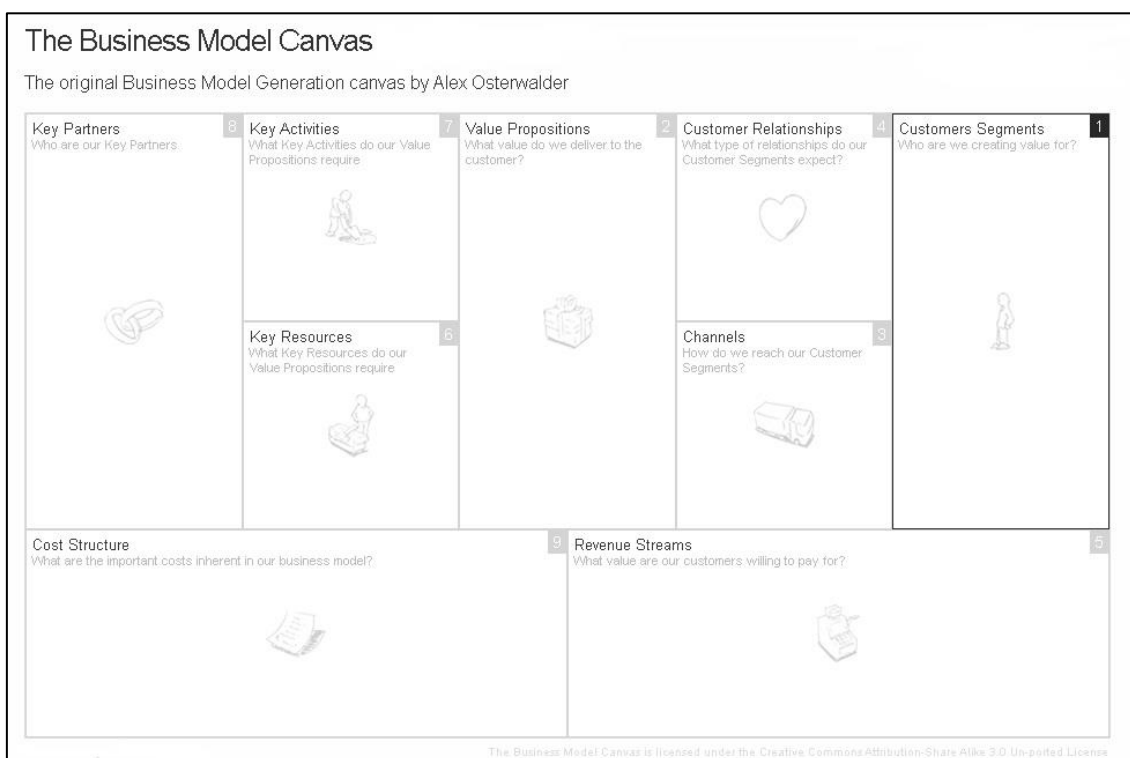 The Business Model Canvas
The original Business Model Generation canvas by Alex Osterwalder
Key Partners
8
Who are our Key Partners
Key Activities
7
What Key Activities do our Value
Propositions require
Key Resources
6
What Key Resources do our
Value Propositions require
Value Propositions
2
What value do we deliver to the
customer?
Customer Relationships
4
What type of relationships do our
Customer Segments expect?
Channels
3
How do we reach our Customer
Segments?
Customers Segments
1
Who are we creating value for?
Cost Structure
9
What are the important costs inherent in our business model?
Revenue Streams
5
What value are our customers willing to pay for?
The Business Model Canvas is licensed under the Creative Commons Attribution-Share Alike 3.0 Un-ported License